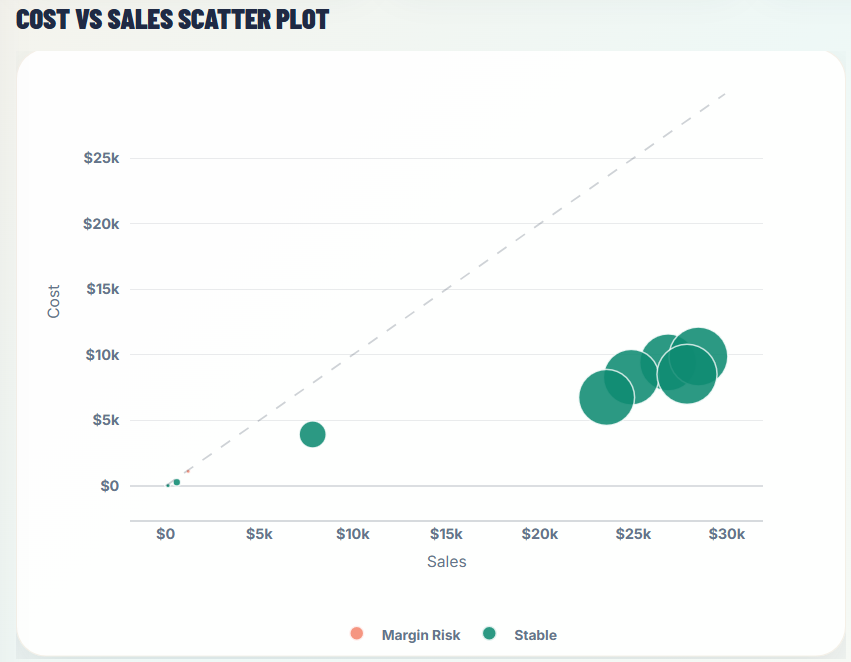 COST VS SALES SCATTER PLOT
$25k
$20k
$15k
$10k
$5k
$0
Cost
$0 $5k $10k $15k $20k $25k $30k
Sales
Margin Risk Stable